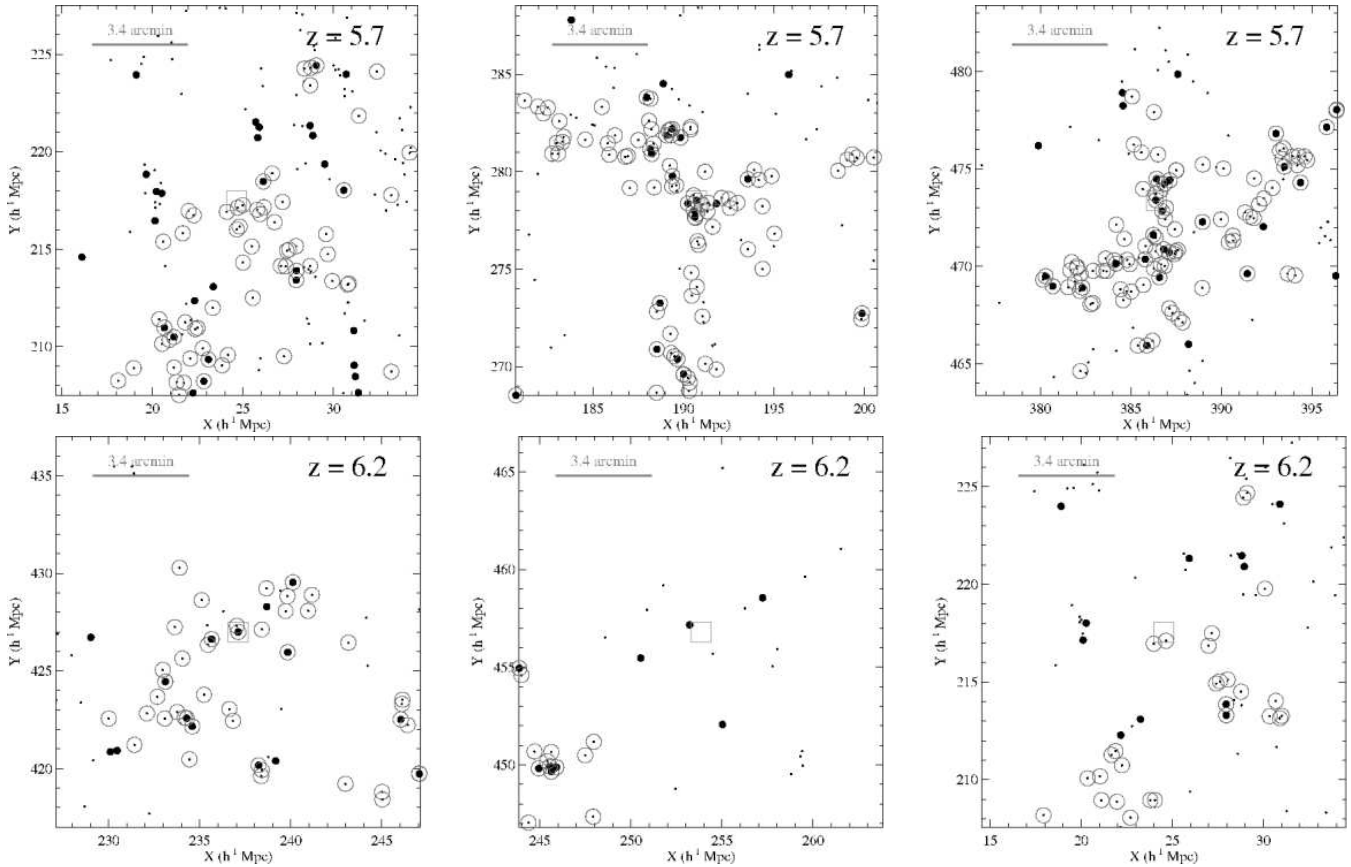 3.4 arcmin
z = 5.7
225
220
215
210
Y (h⁻¹ Mpc)
15 20 25 30
X (h⁻¹ Mpc)
3.4 arcmin
z = 5.7
285
280
275
270
Y (h⁻¹ Mpc)
185 190 195 200
X (h⁻¹ Mpc)
3.4 arcmin
z = 5.7
480
475
470
465
Y (h⁻¹ Mpc)
380 385 390 395
X (h⁻¹ Mpc)
3.4 arcmin
z = 6.2
435
430
425
420
Y (h⁻¹ Mpc)
230 235 240 245
X (h⁻¹ Mpc)
3.4 arcmin
z = 6.2
465
460
455
450
Y (h⁻¹ Mpc)
245 250 255 260
X (h⁻¹ Mpc)
3.4 arcmin
z = 6.2
225
220
215
210
Y (h⁻¹ Mpc)
15 20 25 30
X (h⁻¹ Mpc)